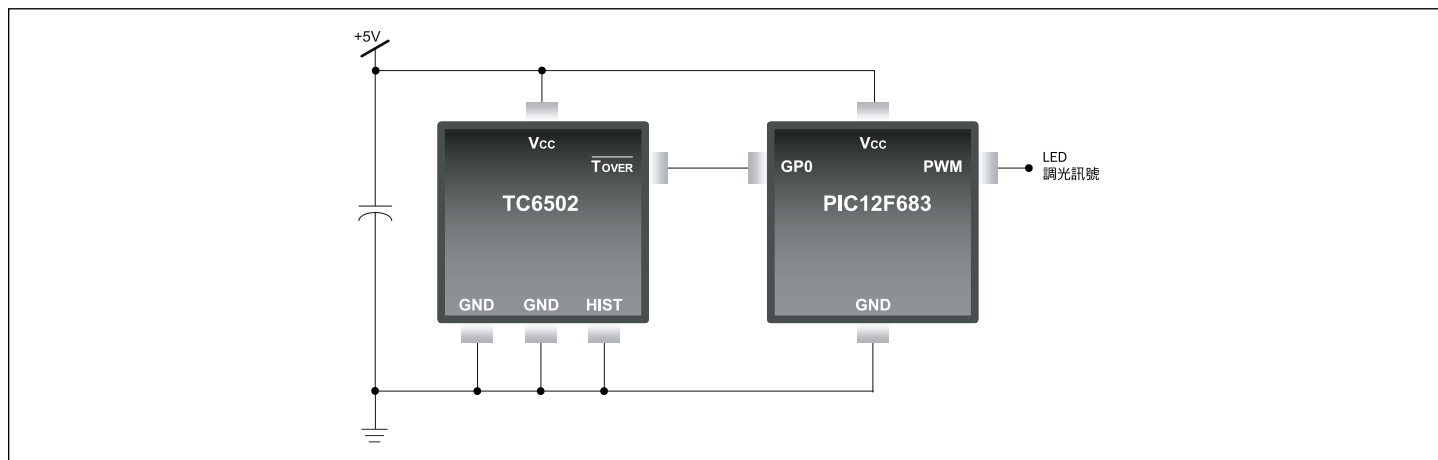 +5V
VCC
TOVER
TC6502
GND GND HIST
VCC
GP0 PWM
PIC12F683
GND
LED
調光訊號